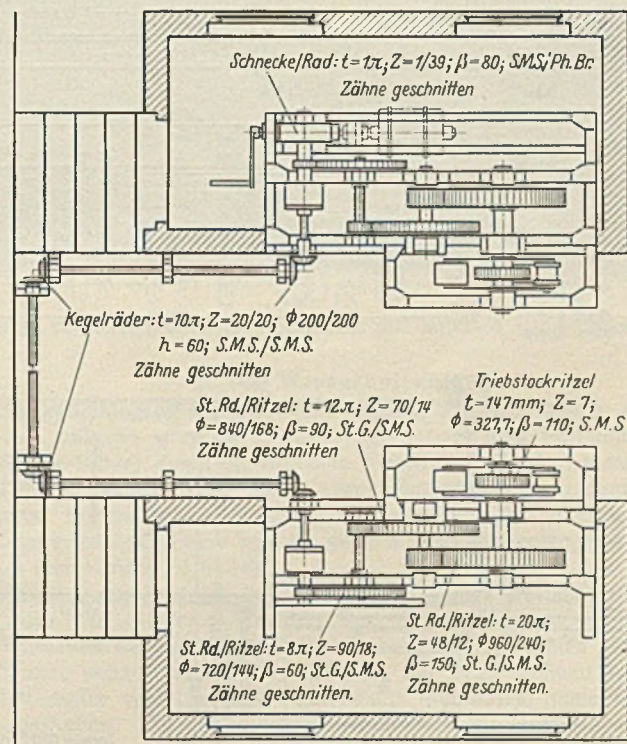 Schnecke/Rad: t=1π; Z=1/39; β=80; S.M.S/Ph.Br.
Zähne geschnitten
Kegelräder: t=10π; Z=20/20; Φ200/200
h=60; S.M.S./S.M.S.
Zähne geschnitten
St.Rd./Ritzel: t=12π; Z=70/14
Φ=840/168; β=90; St.G./S.M.S.
Zähne geschnitten
Triebstockritzel
t=147mm; Z=7;
Φ=327,7; β=110; S.M.S
St.Rd./Ritzel: t=8π; Z=90/18;
Φ=720/144; β=60; St.G./S.M.S.
Zähne geschnitten.
St.Rd./Ritzel: t=20π;
Z=48/12; Φ960/240;
β=150; St.G./S.M.S.
Zähne geschnitten.